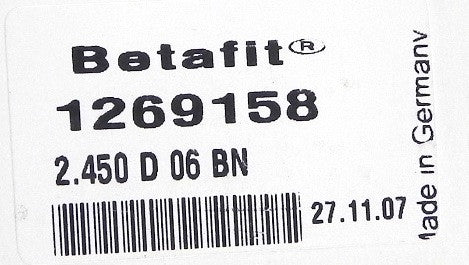 Betafit®
1269158
2.450 D 06 BN
27.11.07
Made in Germany